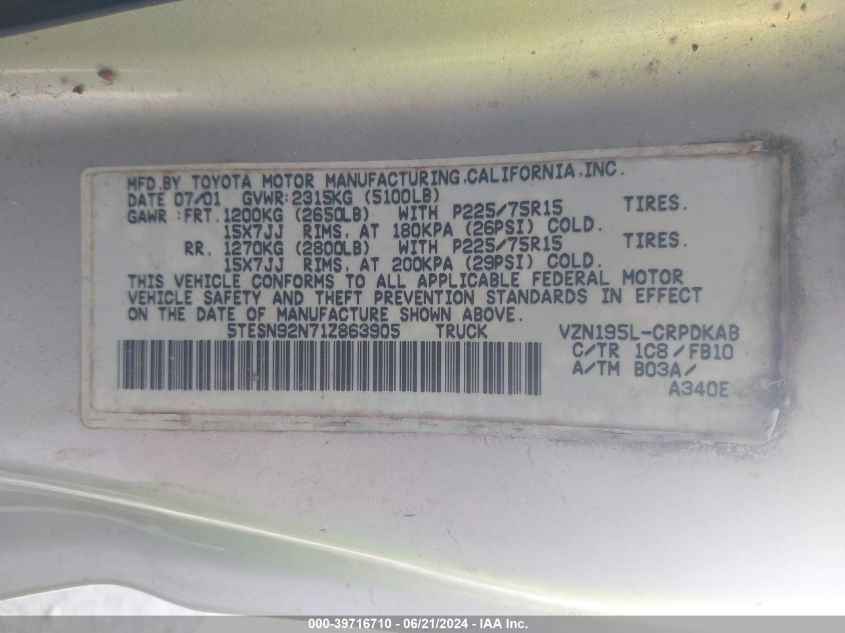 MFD.BY TOYOTA MOTOR MANUFACTURING,CALIFORNIA,INC.
DATE 07/01 GVWR:2315KG (5100LB)
GAWR :FRT.1200KG (2650LB) WITH P225/75R15 TIRES.
15X7JJ RIMS, AT 180KPA (26PSI) COLD.
RR. 1270KG (2800LB) WITH P225/75R15 TIRES.
15X7JJ RIMS, AT 200KPA (29PSI) COLD.
THIS VEHICLE CONFORMS TO ALL APPLICABLE FEDERAL MOTOR
VEHICLE SAFETY AND THEFT PREVENTION STANDARDS IN EFFECT
ON THE DATE OF MANUFACTURE SHOWN ABOVE.
5TESN92N71Z863905 TRUCK VZN195L-CRPDKAB
C/TR 1C8/FB10
A/TM B03A/
A340E
000-39716710 - 06/21/2024 - IAA Inc.